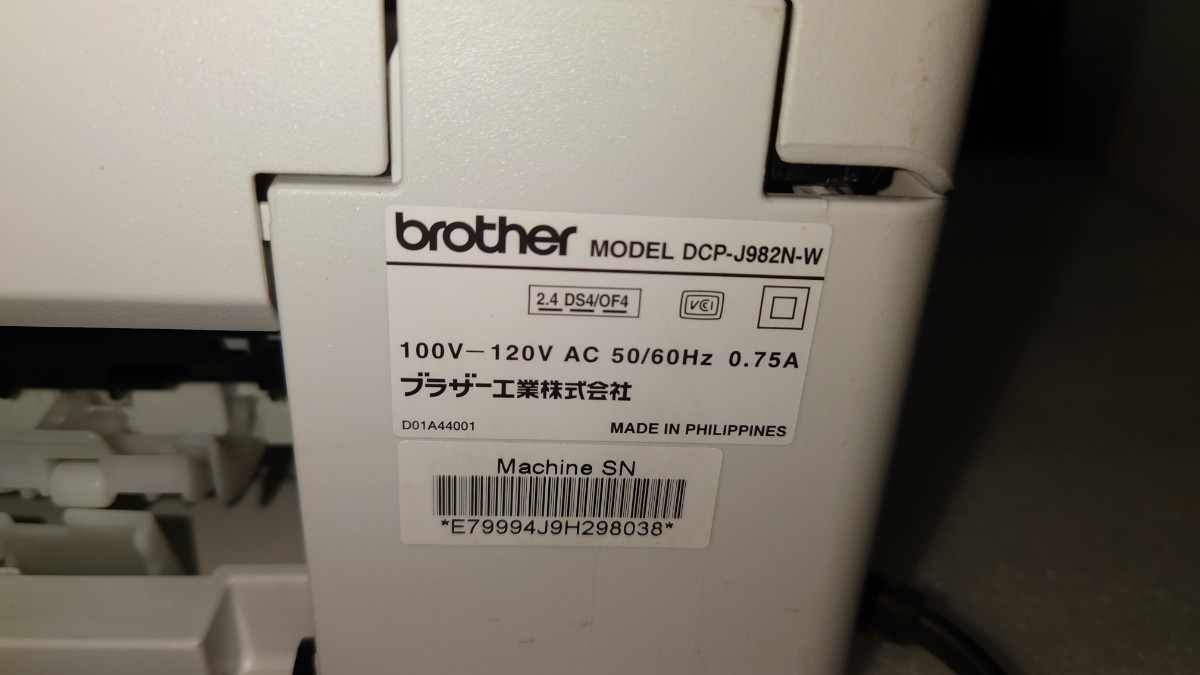 brother MODEL DCP-J982N-W
2.4 DS4/OF4 VCI
100V-120V AC 50/60Hz 0.75A
ブラザー工業株式会社
D01A44001 MADE IN PHILIPPINES
Machine SN
*E79994J9H298038*